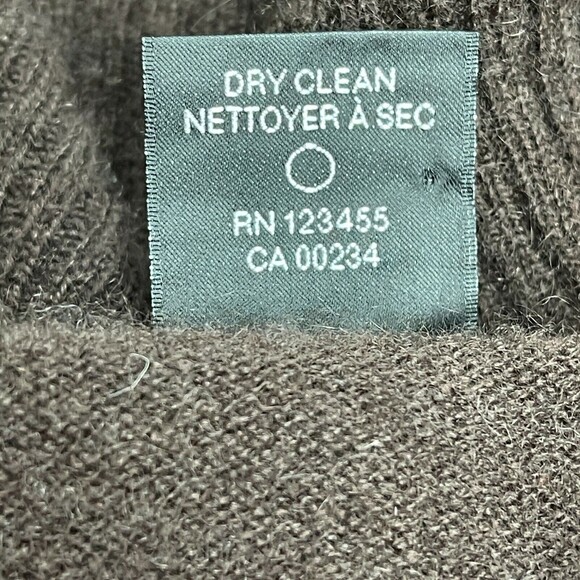 DRY CLEAN
NETTOYER À SEC
RN 123455
CA 00234